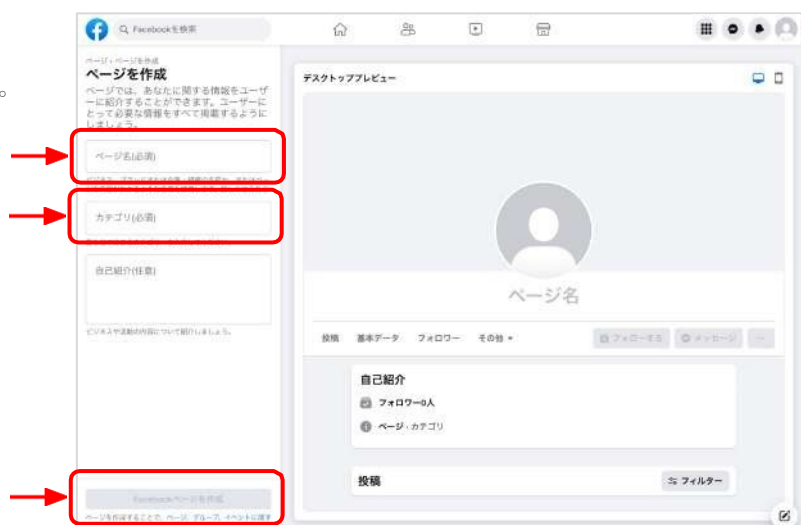 Facebookを検索
ページ・ページを作成
ページを作成
ページでは、あなたに関する情報をユーザ
ーに紹介することができます。ユーザーに
とって必要な情報をすべて掲載するように
しましょう。
ページ名(必須)
カテゴリ(必須)
自己紹介(任意)
ビジネスや活動の内容について紹介しましょう。
Facebookページを作成
ページを作成することで、ページ、グループ、イベントに関す
。
デスクトッププレビュー
ページ名
投稿 基本データ フォロワー その他
フォローする メッセージ
自己紹介
フォロワー0人
ページ・カテゴリ
投稿
フィルター